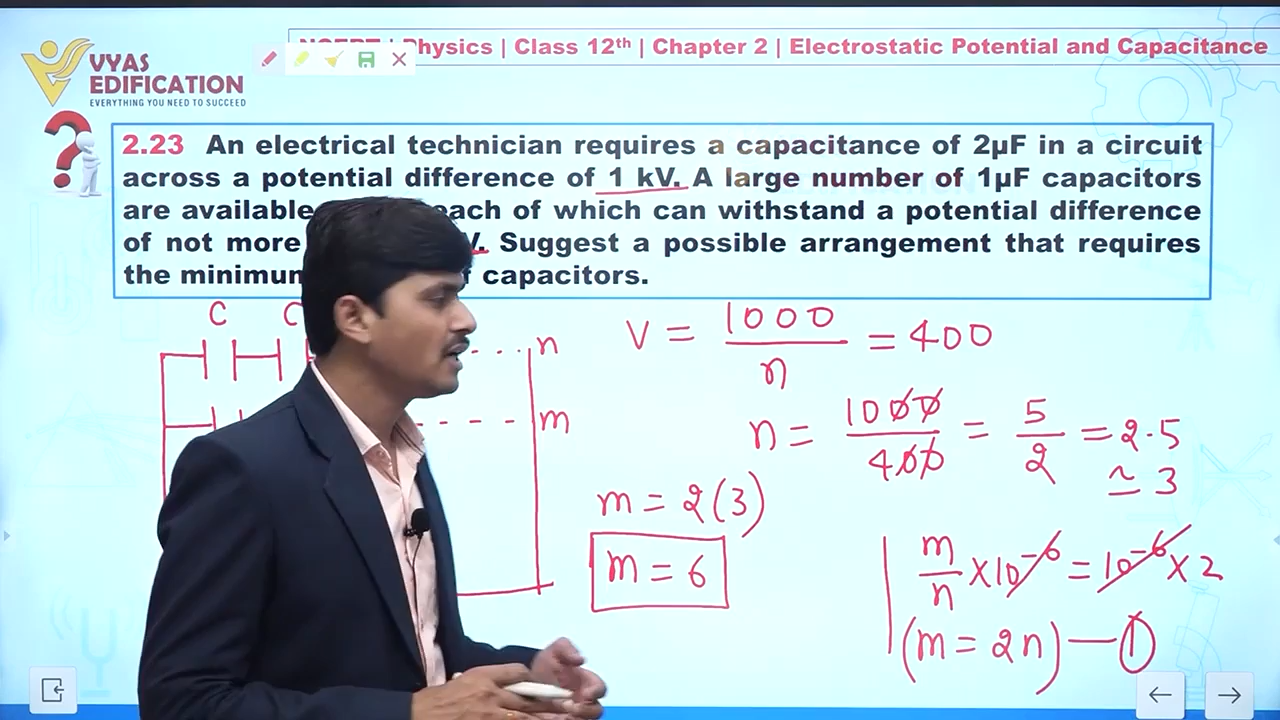 Physics | Class 12th | Chapter 2 | Electrostatic Potential and Capacitance
VYAS
EDIFICATION
EVERYTHING YOU NEED TO SUCCEED
2.23 An electrical technician requires a capacitance of 2μF in a circuit
across a potential difference of 1 kV. A large number of 1μF capacitors
are available each of which can withstand a potential difference
of not more V. Suggest a possible arrangement that requires
the capacitors.
C C
n
m
V = 1000/n = 400
n = 1000/400 = 5/2 = 2.5
≃ 3
m = 2(3)
m = 6
m/n × 10⁻⁶ = 10⁻⁶ × 2
(m = 2n) — ①